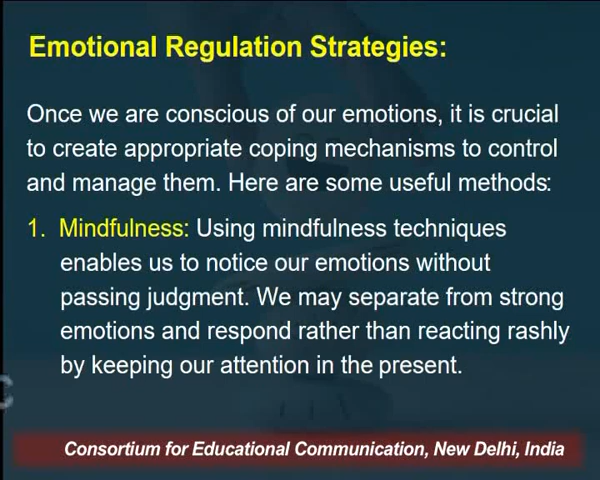 Emotional Regulation Strategies:
Once we are conscious of our emotions, it is crucial
to create appropriate coping mechanisms to control
and manage them. Here are some useful methods:
1. Mindfulness: Using mindfulness techniques
enables us to notice our emotions without
passing judgment. We may separate from strong
emotions and respond rather than reacting rashly
by keeping our attention in the present.
Consortium for Educational Communication, New Delhi, India